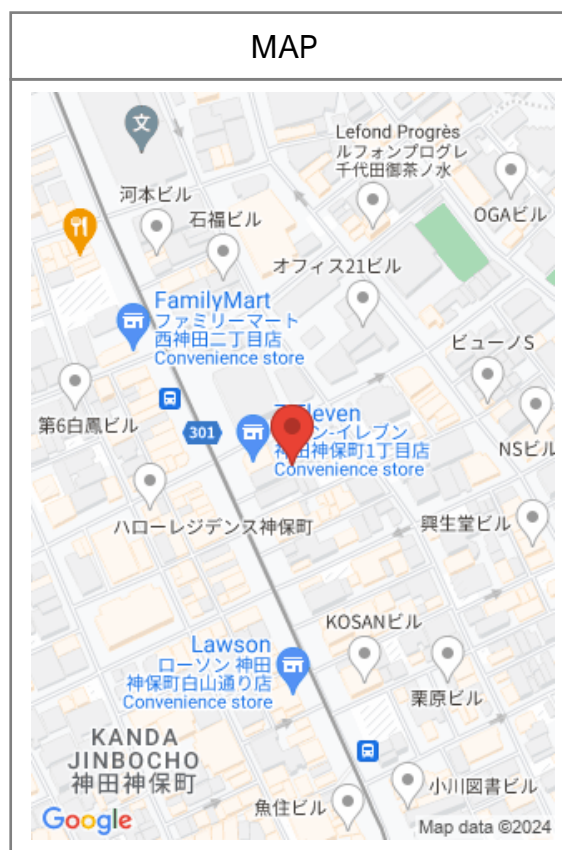 MAP
文
Lefond Progrès
ルフォンプログレ
千代田御茶ノ水
河本ビル
石福ビル
OGAビル
オフィス21ビル
FamilyMart
ファミリーマート
西神田二丁目店
Convenience store
ビューノS
第6白鳳ビル
301
Eleven
ン-イレブン
神田神保町1丁目店
Convenience store
NSビル
ハローレジデンス神保町
興生堂ビル
KOSANビル
Lawson
ローソン 神田
神保町白山通り店
Convenience store
栗原ビル
KANDA
JINBOCHO
神田神保町
小川図書ビル
魚住ビル
Google
Map data ©2024